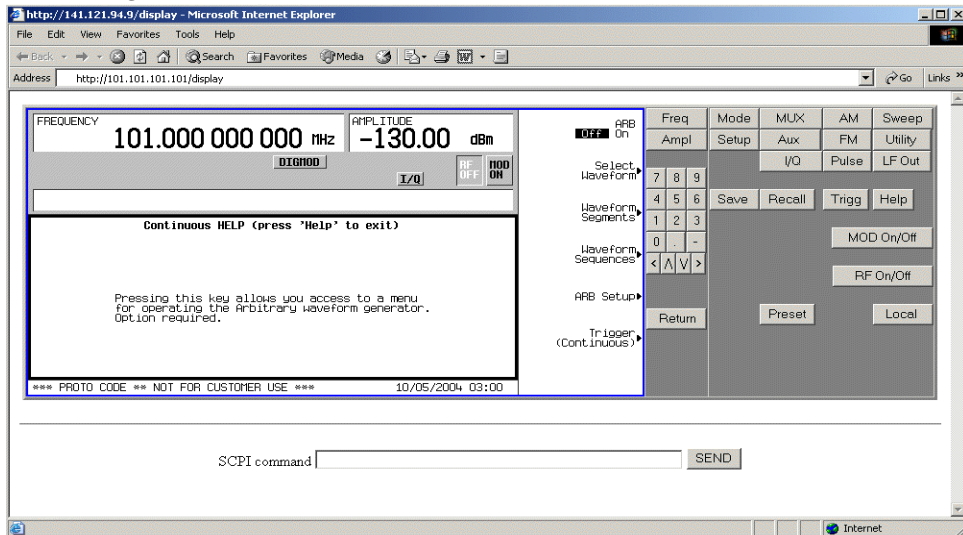 http://141.121.94.9/display - Microsoft Internet Explorer
File Edit View Favorites Tools Help
Back Search Favorites Media
Address http://101.101.101.101/display Go Links »
FREQUENCY
101.000 000 000 MHz
AMPLITUDE
-130.00 dBm
DIGMOD
I/Q
RF OFF
MOD ON
Continuous HELP (press 'Help' to exit)
Pressing this key allows you access to a menu
for operating the Arbitrary waveform generator.
Option required.
*** PROTO CODE ** NOT FOR CUSTOMER USE *** 10/05/2004 03:00
ARB
Off On
Select
Waveform
Waveform
Segments
Waveform
Sequences
ARB Setup
Trigger
(Continuous)
Freq Mode MUX AM Sweep
Ampl Setup Aux FM Utility
I/Q Pulse LF Out
7 8 9
4 5 6 Save Recall Trigg Help
1 2 3
0 . - MOD On/Off
< Λ V >
RF On/Off
Return Preset Local
SCPI command SEND
Internet